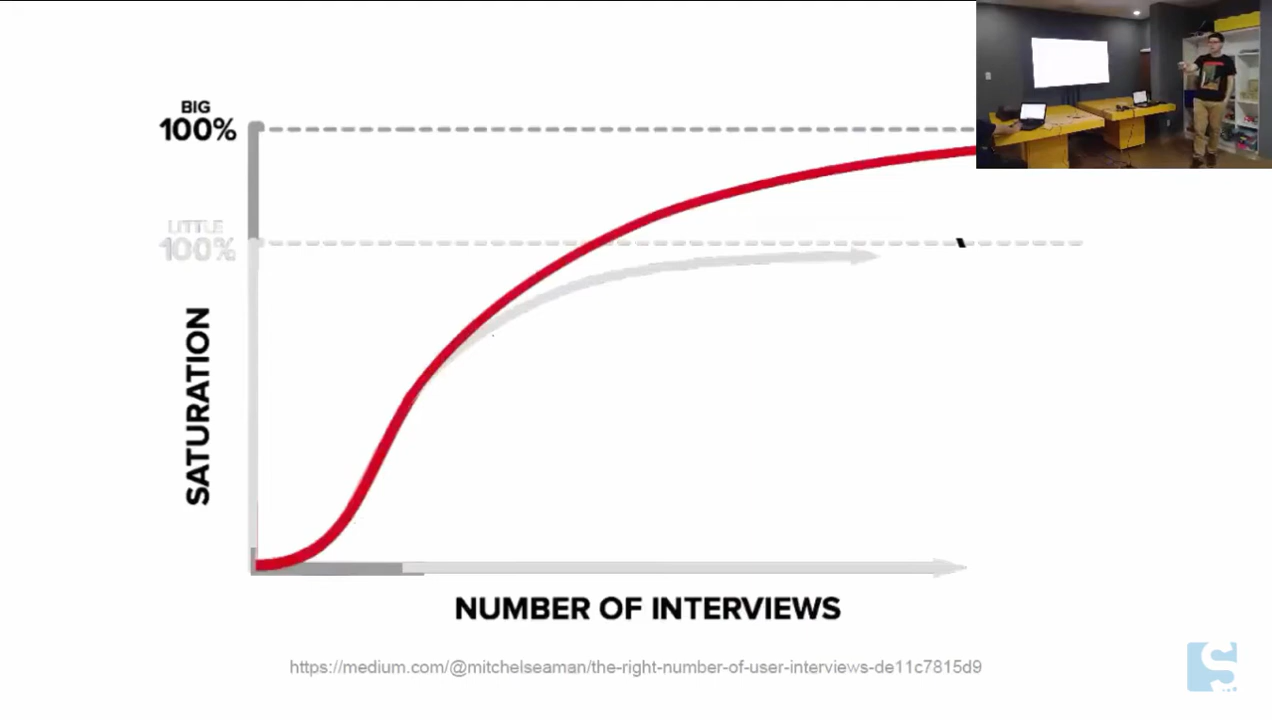 BIG
100%
LITTLE
100%
SATURATION
NUMBER OF INTERVIEWS
https://medium.com/@mitchelseaman/the-right-number-of-user-interviews-de11c7815d9
S